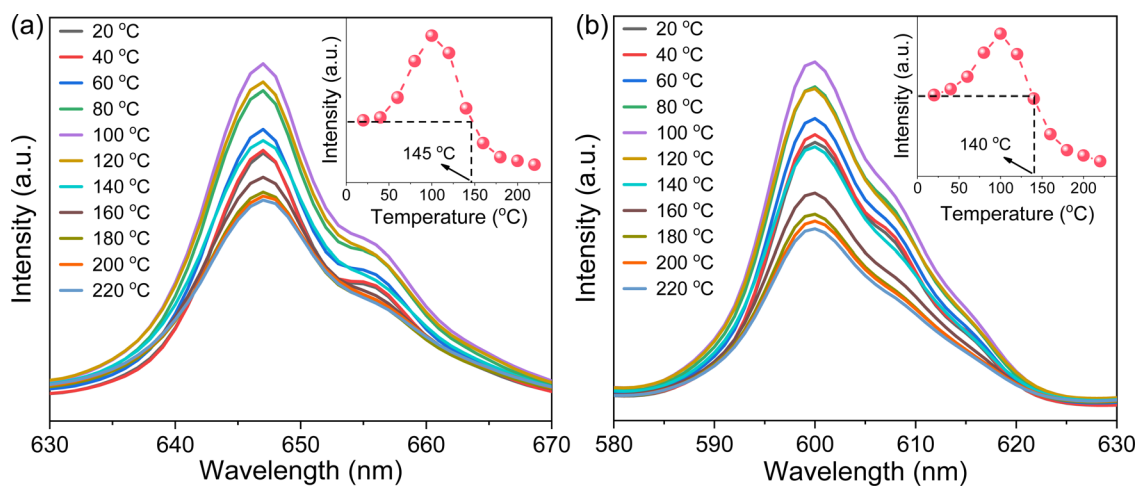 (a)
20 °C
40 °C
60 °C
80 °C
100 °C
120 °C
140 °C
160 °C
180 °C
200 °C
220 °C
Intensity (a.u.)
630 640 650 660 670
Wavelength (nm)
Intensity (a.u.)
145 °C
0 50 100 150 200
Temperature (°C)
(b)
20 °C
40 °C
60 °C
80 °C
100 °C
120 °C
140 °C
160 °C
180 °C
200 °C
220 °C
Intensity (a.u.)
580 590 600 610 620 630
Wavelength (nm)
Intensity (a.u.)
140 °C
0 50 100 150 200
Temperature (°C)